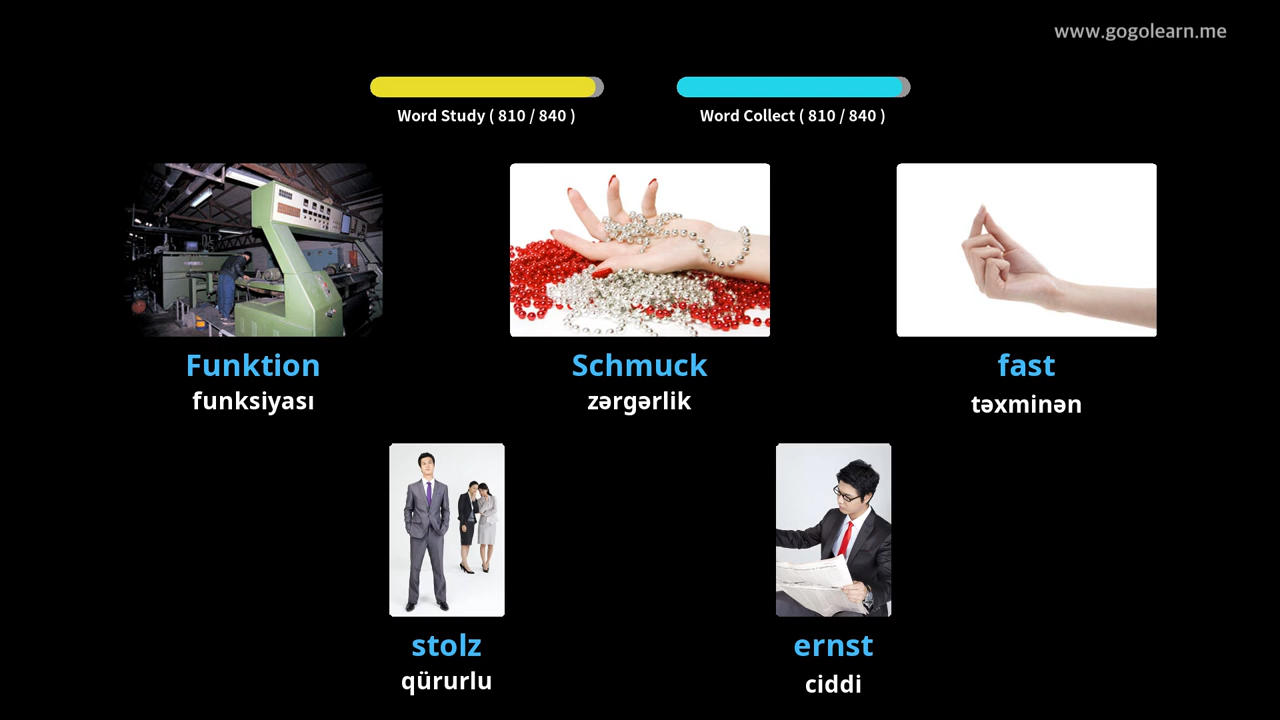 www.gogolearn.me
Word Study ( 810 / 840 )
Word Collect ( 810 / 840 )
Funktion
funksiyası
Schmuck
zərgərlik
fast
təxminən
stolz
qürurlu
ernst
ciddi